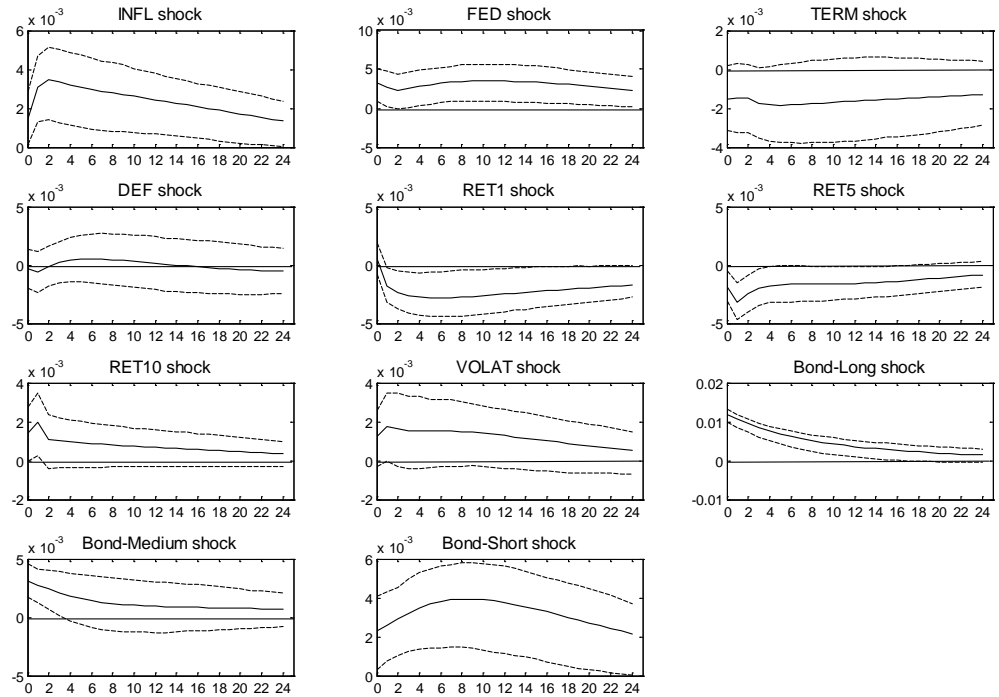 INFL shock
x 10^-3
6
4
2
0
0 2 4 6 8 10 12 14 16 18 20 22 24
FED shock
x 10^-3
10
5
0
-5
0 2 4 6 8 10 12 14 16 18 20 22 24
TERM shock
x 10^-3
2
0
-2
-4
0 2 4 6 8 10 12 14 16 18 20 22 24
DEF shock
x 10^-3
5
0
-5
0 2 4 6 8 10 12 14 16 18 20 22 24
RET1 shock
x 10^-3
5
0
-5
0 2 4 6 8 10 12 14 16 18 20 22 24
RET5 shock
x 10^-3
5
0
-5
0 2 4 6 8 10 12 14 16 18 20 22 24
RET10 shock
x 10^-3
4
2
0
-2
0 2 4 6 8 10 12 14 16 18 20 22 24
VOLAT shock
x 10^-3
4
2
0
-2
0 2 4 6 8 10 12 14 16 18 20 22 24
Bond-Long shock
0.02
0.01
0
-0.01
0 2 4 6 8 10 12 14 16 18 20 22 24
Bond-Medium shock
x 10^-3
5
0
-5
0 2 4 6 8 10 12 14 16 18 20 22 24
Bond-Short shock
x 10^-3
6
4
2
0
0 2 4 6 8 10 12 14 16 18 20 22 24